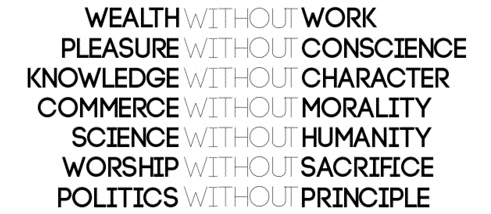 WEALTH WITHOUT WORK
PLEASURE WITHOUT CONSCIENCE
KNOWLEDGE WITHOUT CHARACTER
COMMERCE WITHOUT MORALITY
SCIENCE WITHOUT HUMANITY
WORSHIP WITHOUT SACRIFICE
POLITICS WITHOUT PRINCIPLE